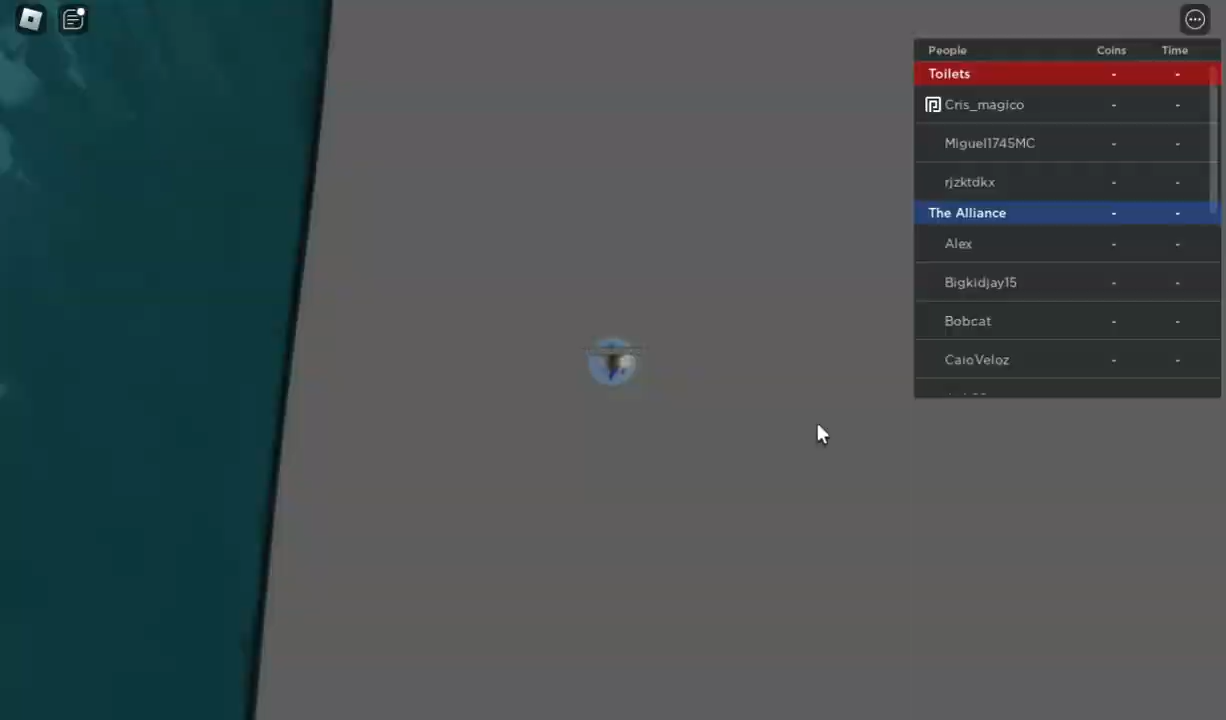 People Coins Time
Toilets - -
Cris_magico - -
Miguel1745MC - -
rjzktdkx - -
The Alliance - -
Alex - -
Bigkidjay15 - -
Bobcat - -
CaioVeloz - -